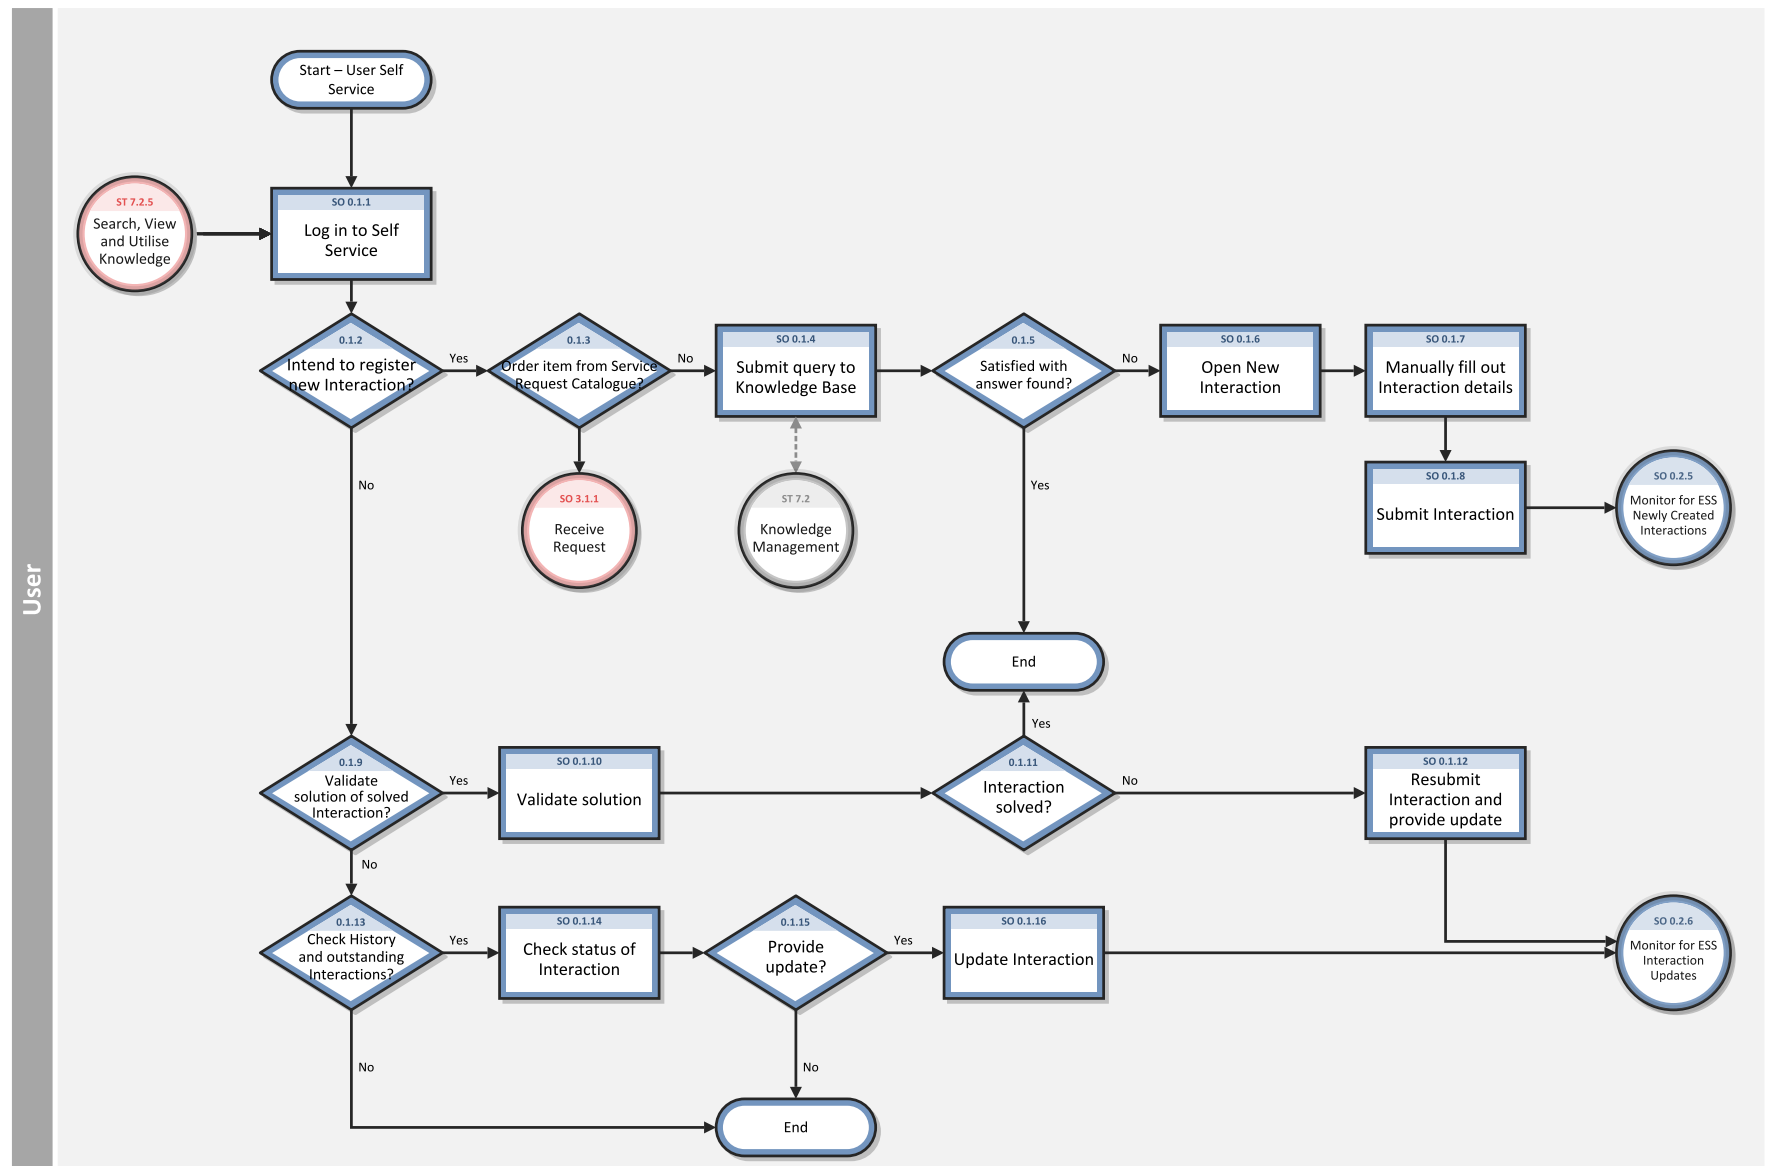 User
Start – User Self
Service
ST 7.2.5
Search, View
and Utilise
Knowledge
SO 0.1.1
Log in to Self
Service
0.1.2
Intend to register
new Interaction?
Yes
No
0.1.3
Order item from Service
Request Catalogue?
No
SO 3.1.1
Receive
Request
SO 0.1.4
Submit query to
Knowledge Base
ST 7.2
Knowledge
Management
0.1.5
Satisfied with
answer found?
No
Yes
SO 0.1.6
Open New
Interaction
SO 0.1.7
Manually fill out
Interaction details
SO 0.1.8
Submit Interaction
SO 0.2.5
Monitor for ESS
Newly Created
Interactions
End
Yes
0.1.9
Validate
solution of solved
Interaction?
Yes
No
SO 0.1.10
Validate solution
0.1.11
Interaction
solved?
No
SO 0.1.12
Resubmit
Interaction and
provide update
0.1.13
Check History
and outstanding
Interactions?
Yes
No
SO 0.1.14
Check status of
Interaction
0.1.15
Provide
update?
Yes
No
SO 0.1.16
Update Interaction
SO 0.2.6
Monitor for ESS
Interaction
Updates
End